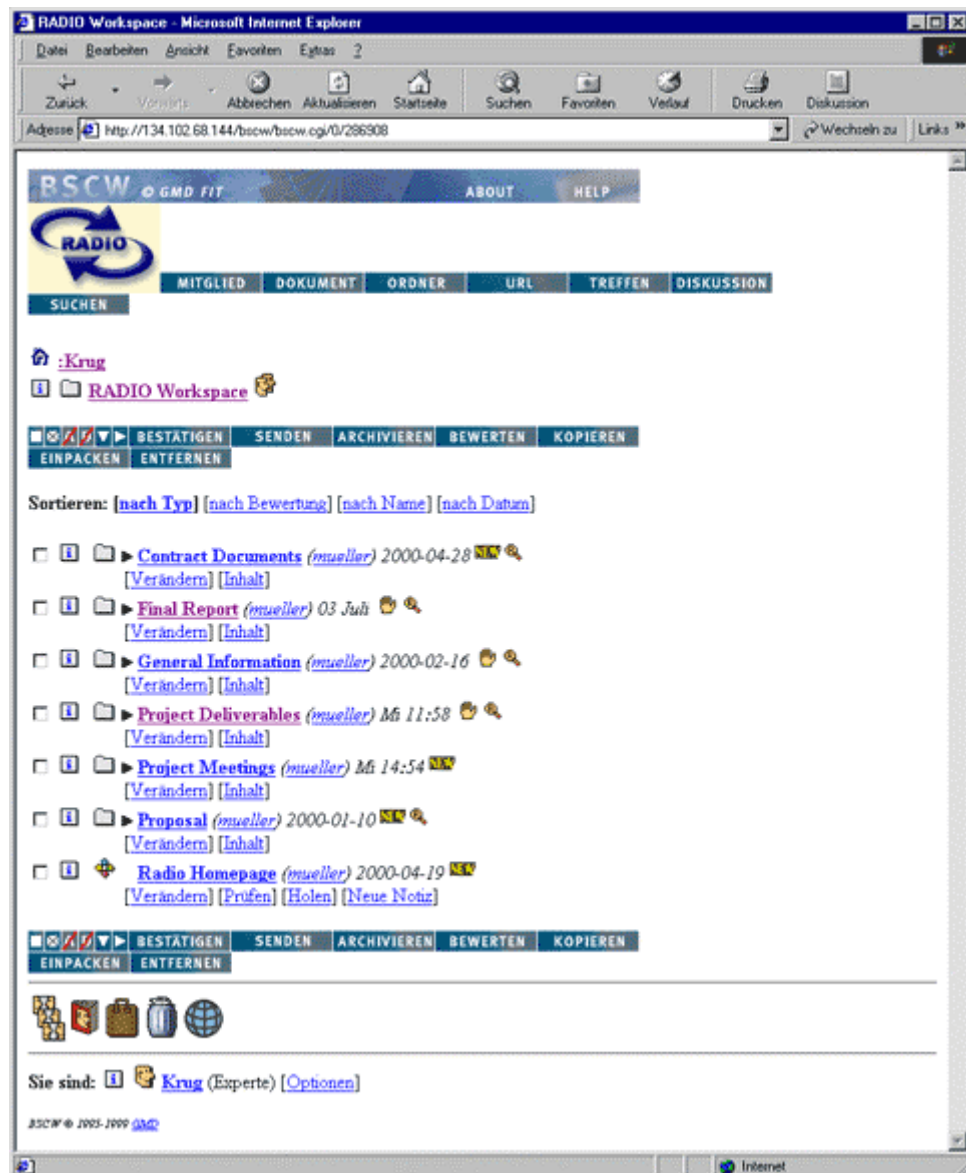 RADIO Workspace - Microsoft Internet Explorer
Datei Bearbeiten Ansicht Favoriten Extras ?
Zurück Vorwärts Abbrechen Aktualisieren Startseite Suchen Favoriten Verlauf Drucken Diskussion
Adresse http://134.102.68.144/bscw/bscw.cgi/0/286908 Wechseln zu Links »
BSCW © GMD FIT ABOUT HELP
RADIO
MITGLIED DOKUMENT ORDNER URL TREFFEN DISKUSSION
SUCHEN
:Krug
RADIO Workspace
BESTÄTIGEN SENDEN ARCHIVIEREN BEWERTEN KOPIEREN
EINPACKEN ENTFERNEN
Sortieren: [nach Typ] [nach Bewertung] [nach Name] [nach Datum]
Contract Documents (mueller) 2000-04-28 NEW
[Verändern] [Inhalt]
Final Report (mueller) 03 Juli
[Verändern] [Inhalt]
General Information (mueller) 2000-02-16
[Verändern] [Inhalt]
Project Deliverables (mueller) Mi 11:58
[Verändern] [Inhalt]
Project Meetings (mueller) Mi 14:54 NEW
[Verändern] [Inhalt]
Proposal (mueller) 2000-01-10 NEW
[Verändern] [Inhalt]
Radio Homepage (mueller) 2000-04-19 NEW
[Verändern] [Prüfen] [Holen] [Neue Notiz]
BESTÄTIGEN SENDEN ARCHIVIEREN BEWERTEN KOPIEREN
EINPACKEN ENTFERNEN
Sie sind: Krug (Experte) [Optionen]
BSCW © 1995-1999 GMD
Internet